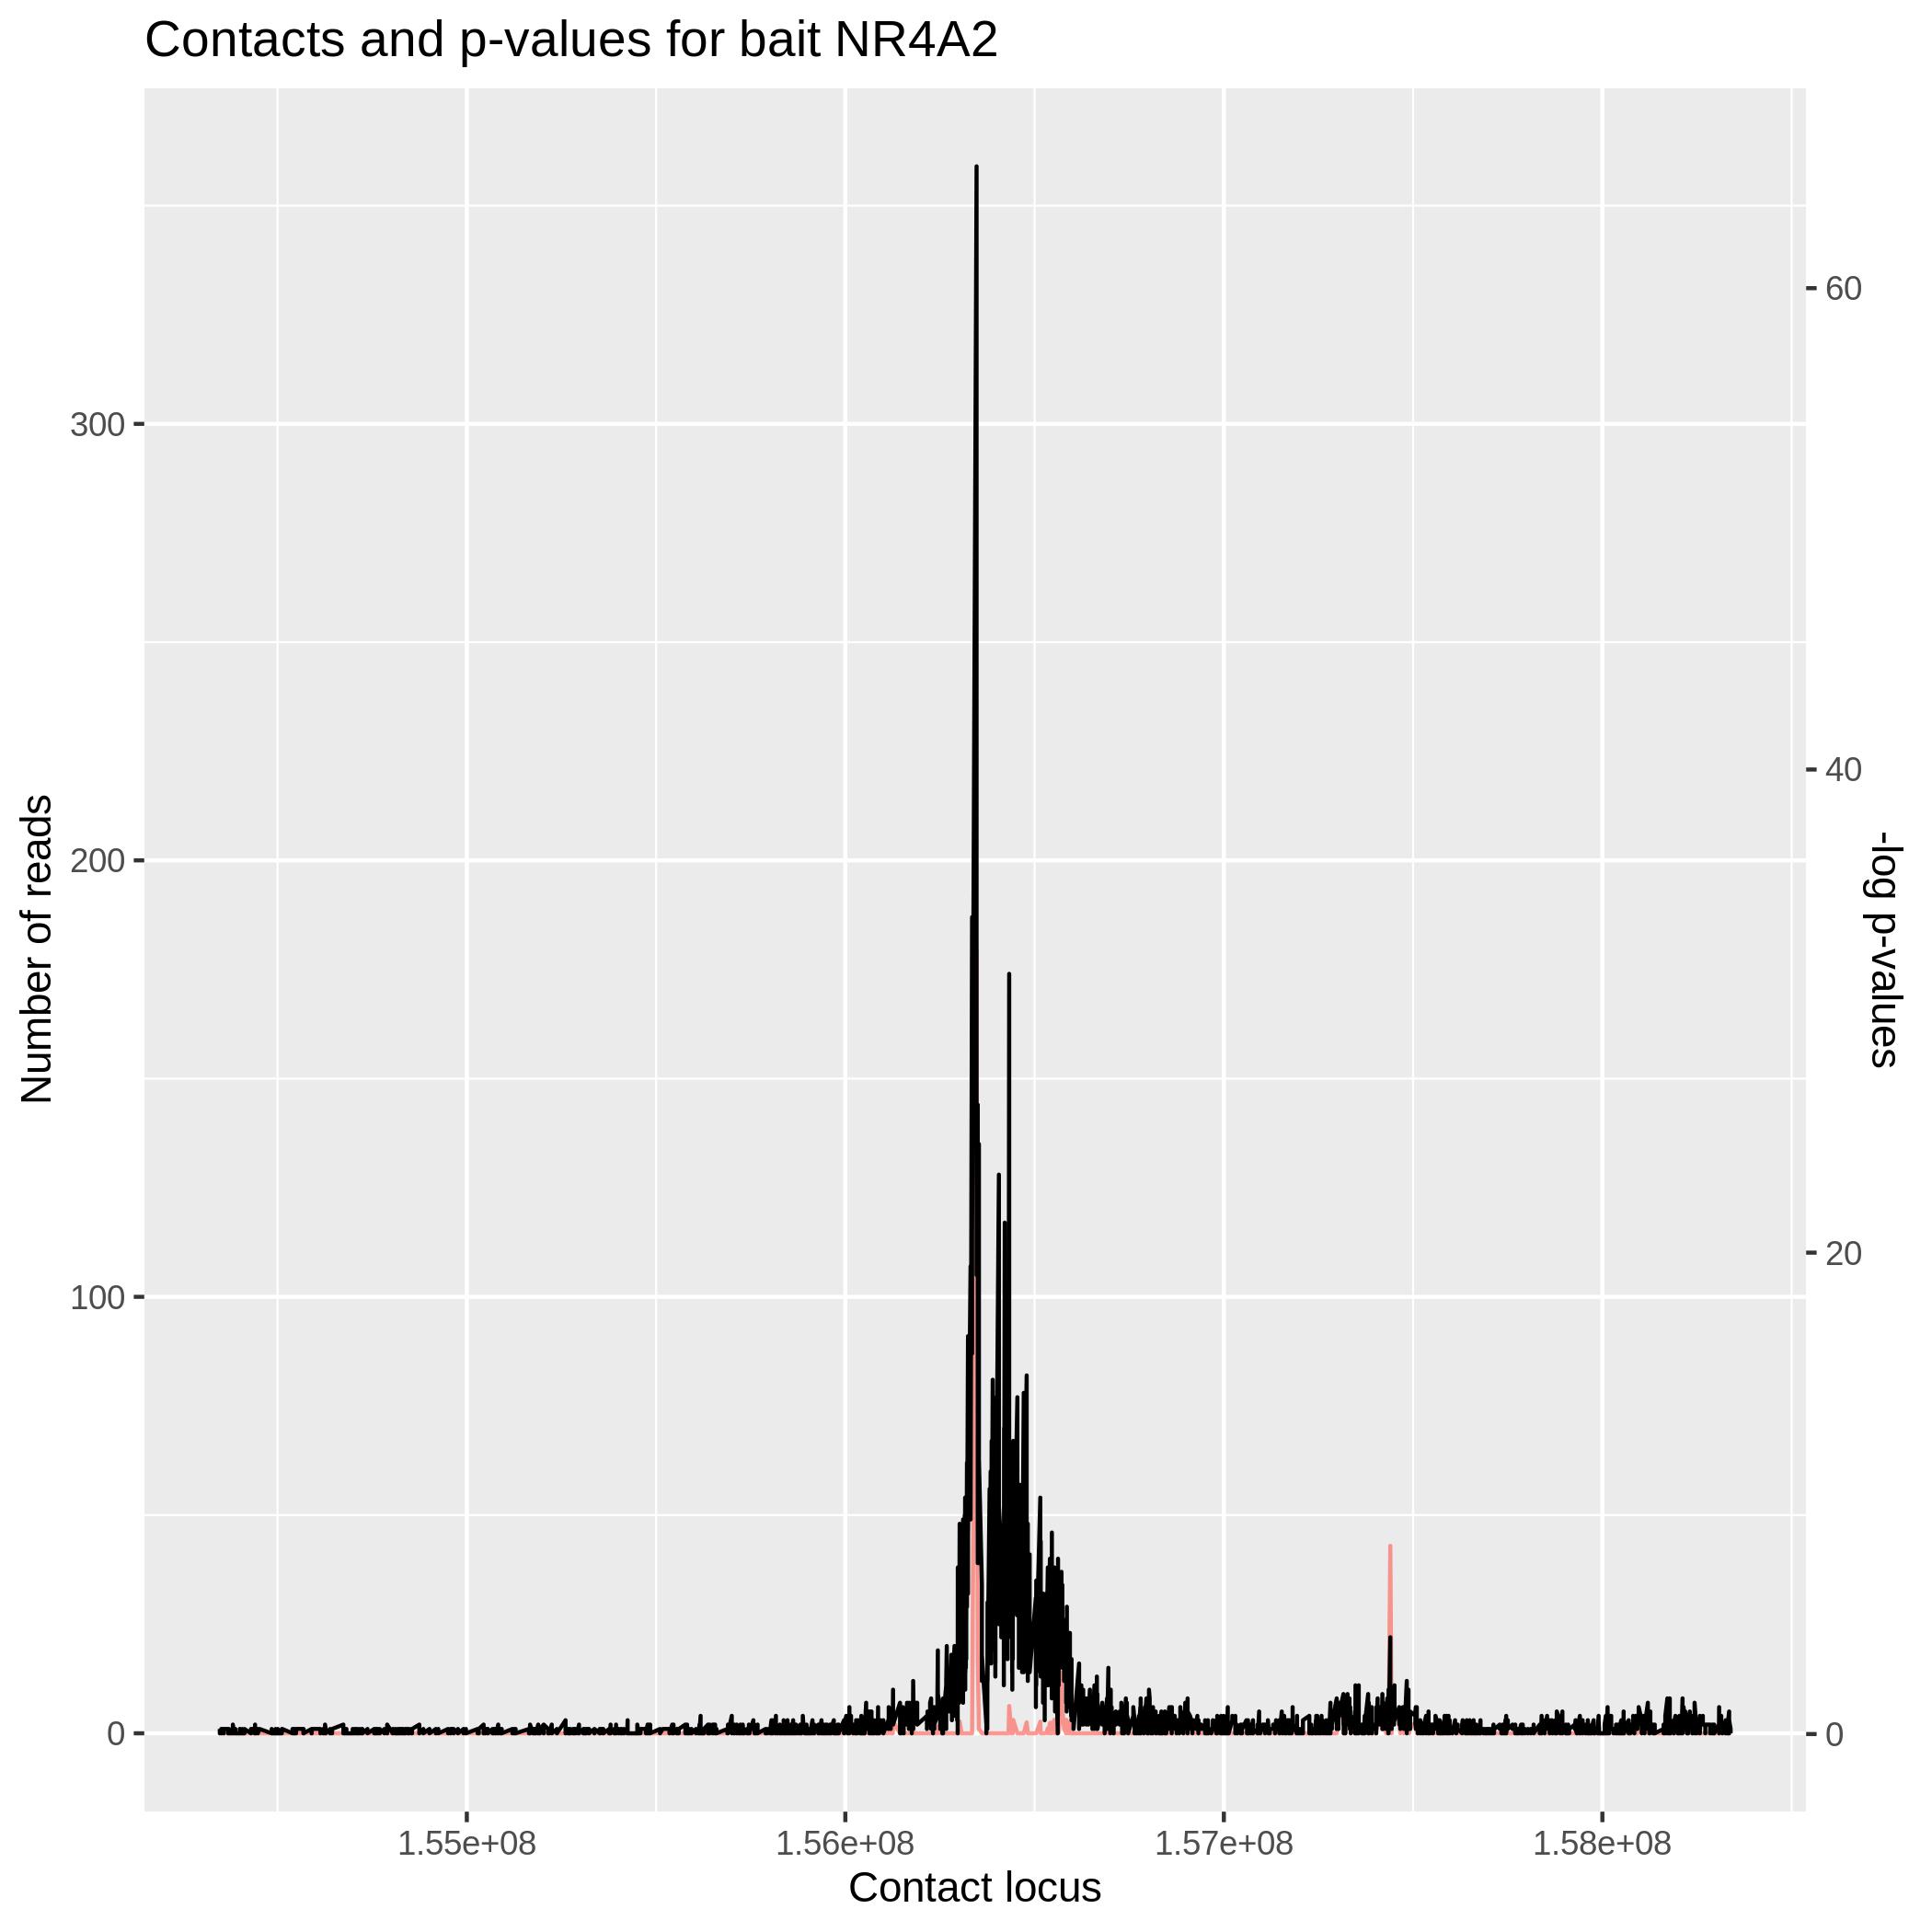 Contacts and p-values for bait NR4A2
Number of reads
300
200
100
0
60
40
20
0
-log p-values
1.55e+08 1.56e+08 1.57e+08 1.58e+08
Contact locus